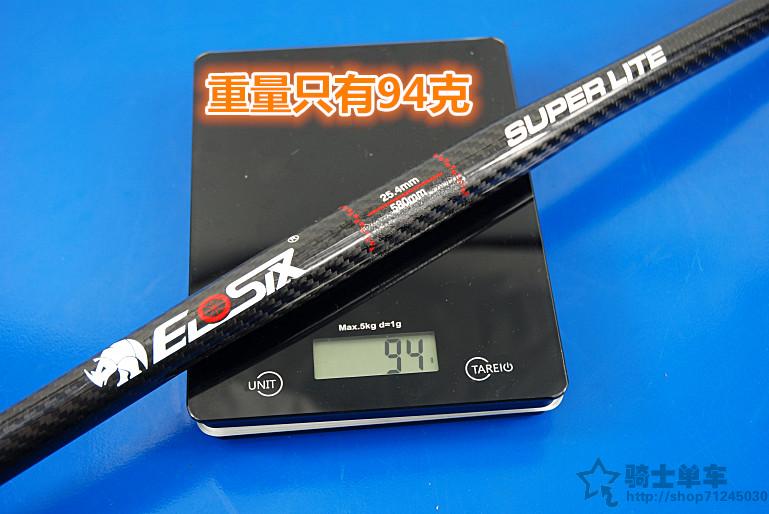 重量只有94克
SUPER LITE
25.4mm
580mm
ELOSIX®
Max.5kg d=1g
94
UNIT
TARE|
骑士单车
http://shop71245030